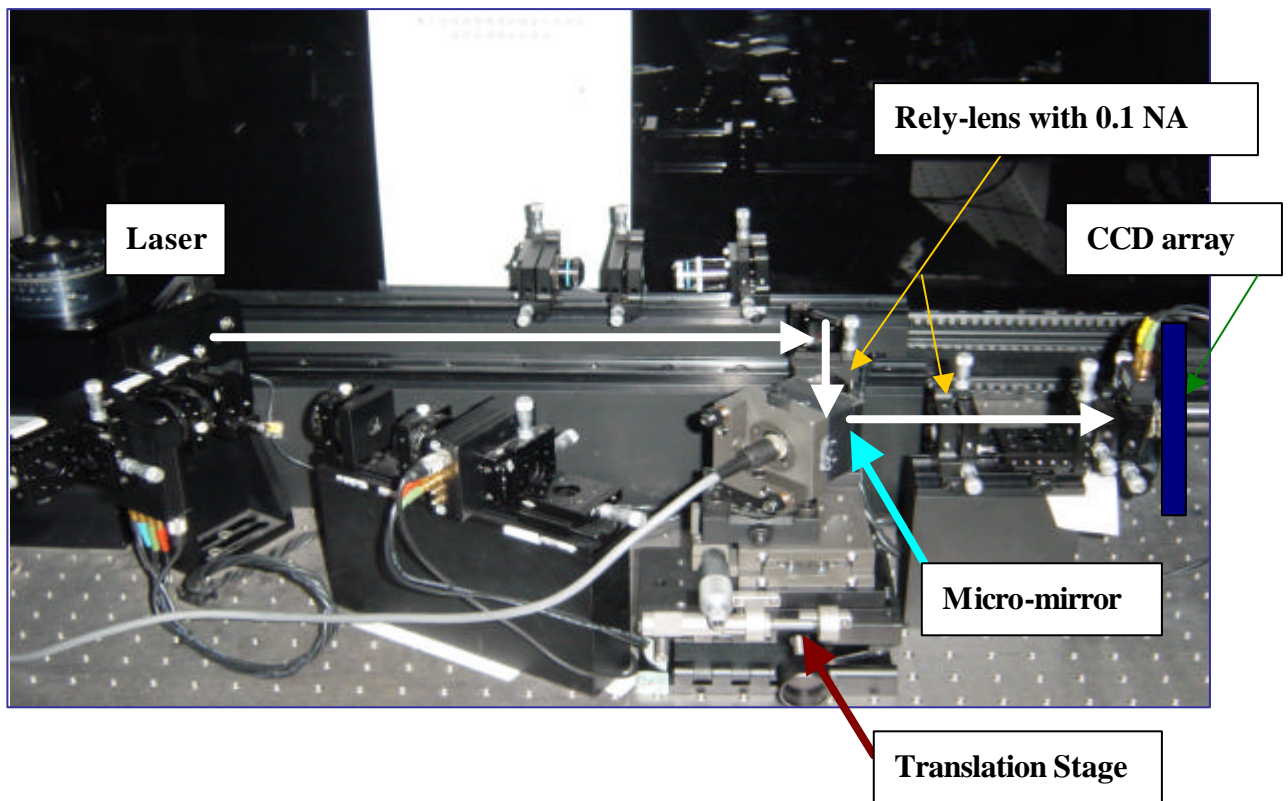 Rely-lens with 0.1 NA
Laser
CCD array
Micro-mirror
Translation Stage